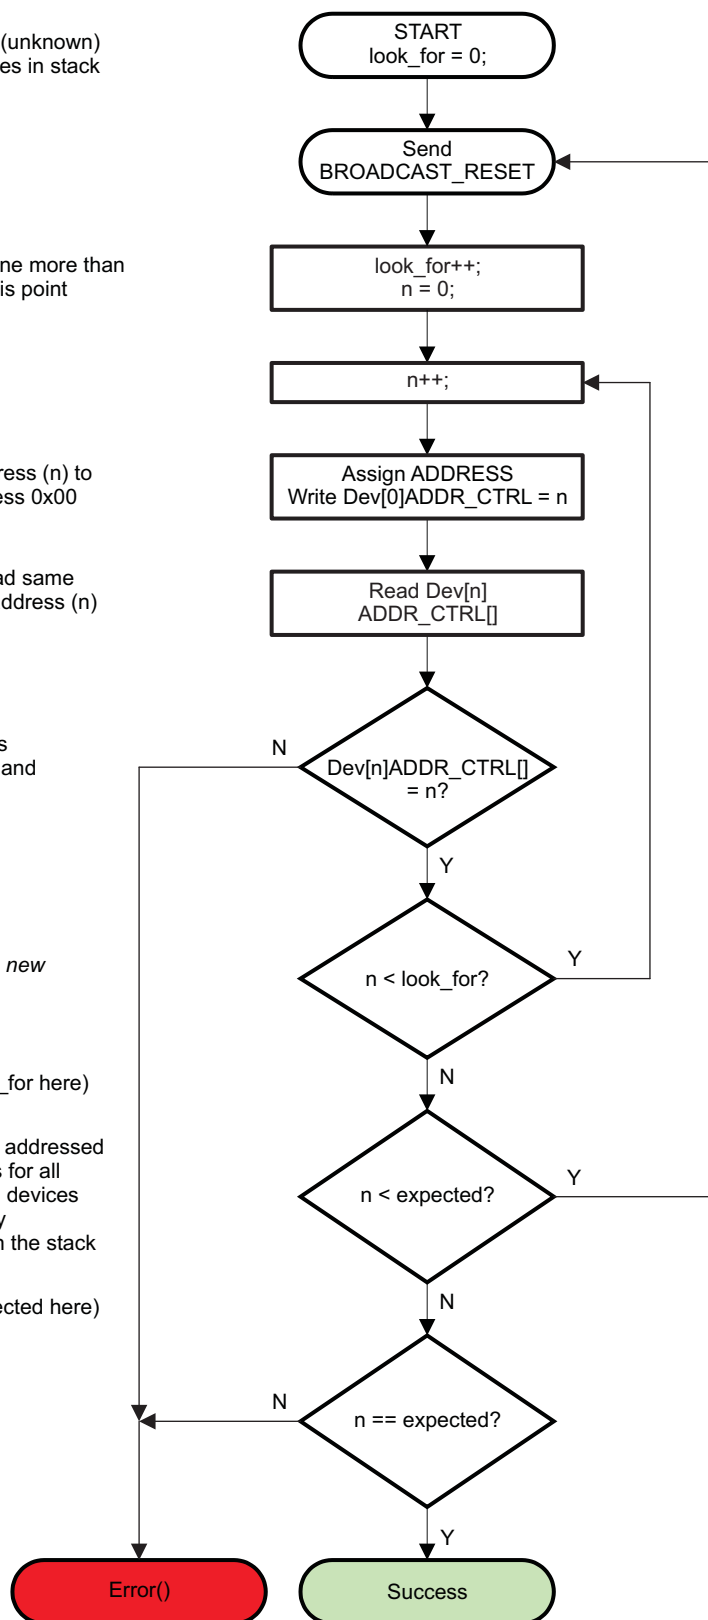 (unknown)
es in stack
START
look_for = 0;
Send
BROADCAST_RESET
ne more than
is point
look_for++;
n = 0;
n++;
ress (n) to
ess 0x00
Assign ADDRESS
Write Dev[0]ADDR_CTRL = n
ad same
ddress (n)
Read Dev[n]
ADDR_CTRL[]
s
and
N
Dev[n]ADDR_CTRL[]
= n?
Y
new
n < look_for?
Y
N
_for here)
addressed
s for all
devices
y
n the stack
n < expected?
Y
N
ected here)
N
n == expected?
Y
Error()
Success